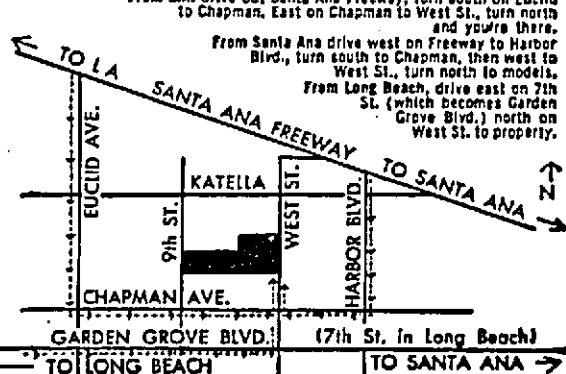 to Chapman. East on Chapman to West St., turn north
and you're there.
From Santa Ana drive west on Freeway to Harbor
Blvd., turn south to Chapman, then west to
West St., turn north to models.
From Long Beach, drive east on 7th
St. (which becomes Garden
Grove Blvd.) north on
West St. to property.
TO LA
SANTA ANA FREEWAY
TO SANTA ANA
N
EUCLID AVE.
KATELLA
9th ST.
WEST ST.
HARBOR BLVD.
CHAPMAN AVE.
GARDEN GROVE BLVD. (7th St. in Long Beach)
TO LONG BEACH
TO SANTA ANA